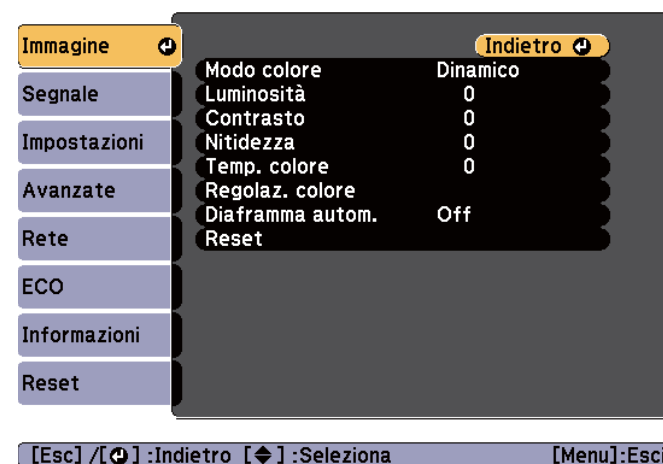 Immagine
Segnale
Impostazioni
Avanzate
Rete
ECO
Informazioni
Reset
Indietro
Modo colore Dinamico
Luminosità 0
Contrasto 0
Nitidezza 0
Temp. colore 0
Regolaz. colore
Diaframma autom. Off
Reset
[Esc] /[ ] :Indietro [ ] :Seleziona [Menu]:Esci